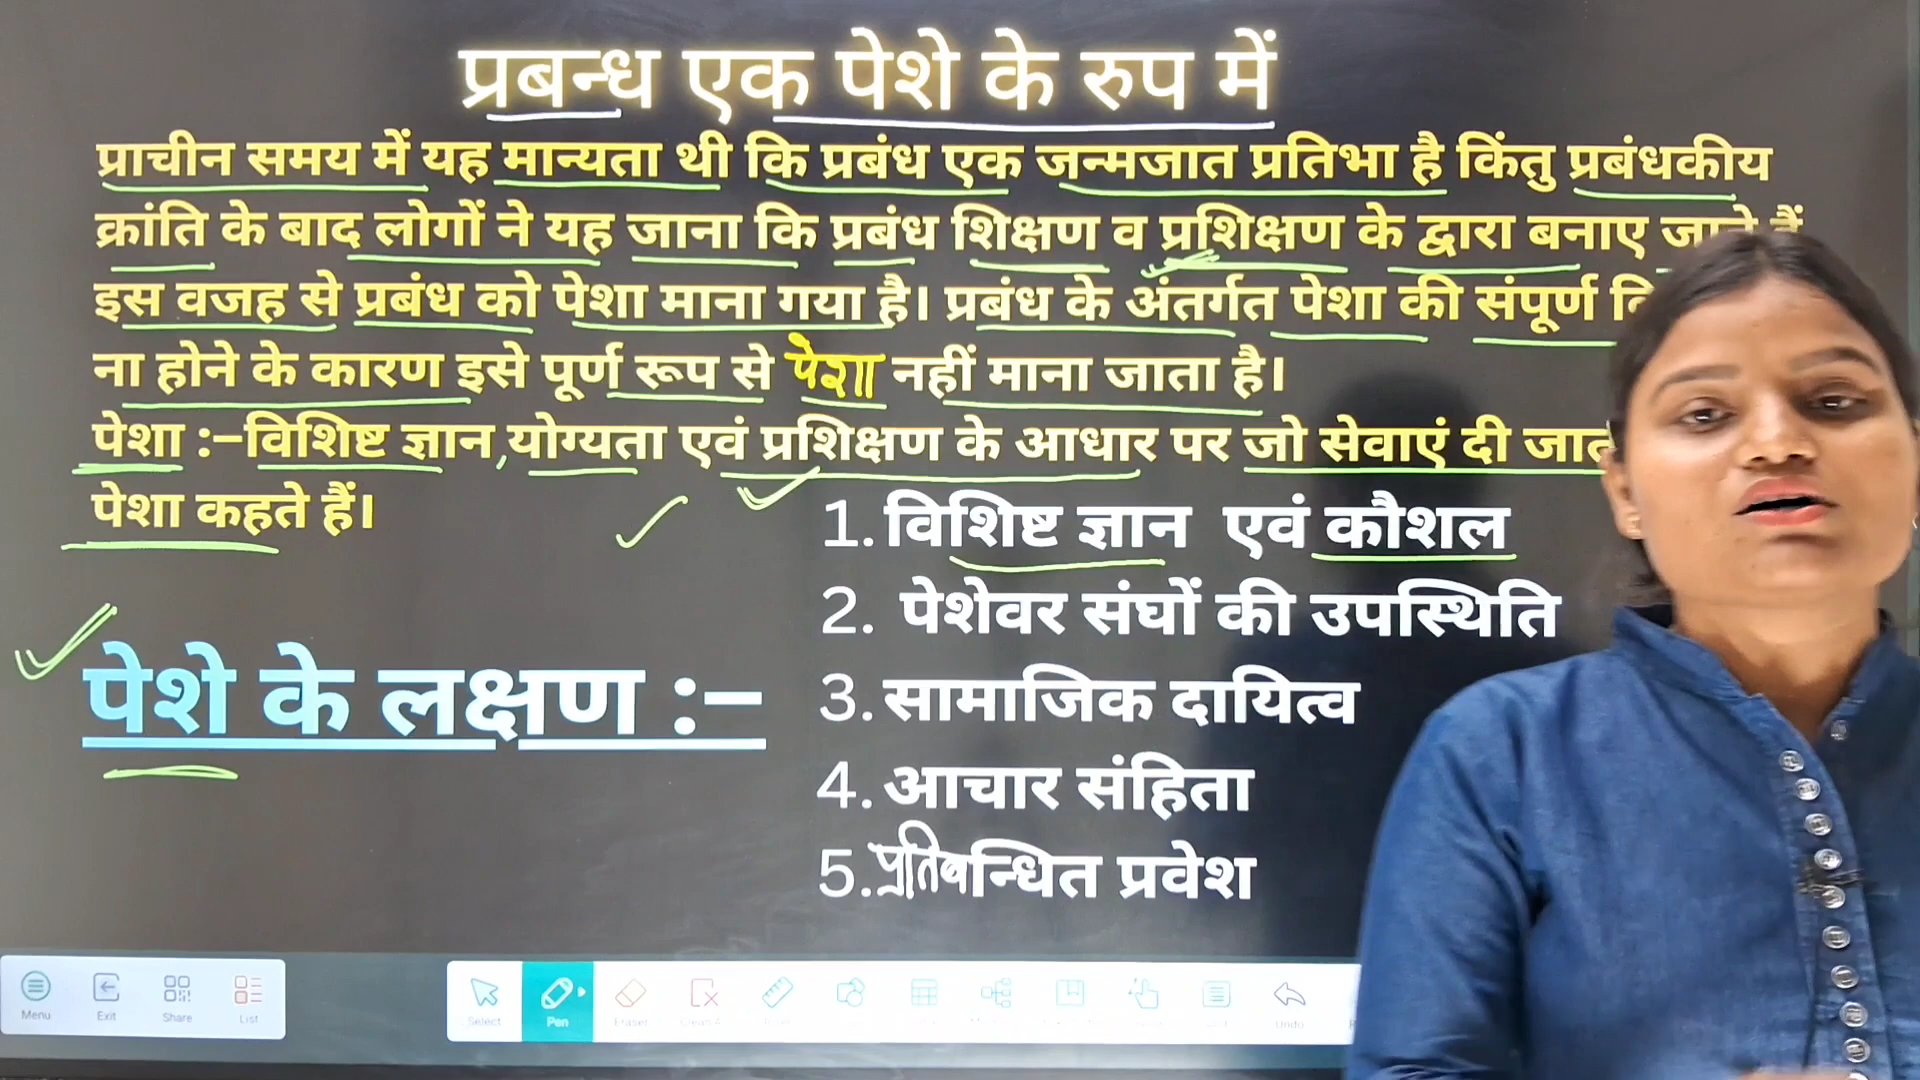 प्रबन्ध एक पेशे के रुप में
प्राचीन समय में यह मान्यता थी कि प्रबंध एक जन्मजात प्रतिभा है किंतु प्रबंधकीय
क्रांति के बाद लोगों ने यह जाना कि प्रबंध शिक्षण व प्रशिक्षण के द्वारा बनाए जाते हैं
इस वजह से प्रबंध को पेशा माना गया है। प्रबंध के अंतर्गत पेशा की संपूर्ण
ना होने के कारण इसे पूर्ण रूप से पेशा नहीं माना जाता है।
पेशा :–विशिष्ट ज्ञान,योग्यता एवं प्रशिक्षण के आधार पर जो सेवाएं दी
पेशा कहते हैं।
पेशे के लक्षण :–
1. विशिष्ट ज्ञान एवं कौशल
2. पेशेवर संघों की उपस्थिति
3. सामाजिक दायित्व
4. आचार संहिता
5. प्रतिबन्धित प्रवेश
Menu Exit Share List
Select Pen Eraser Undo